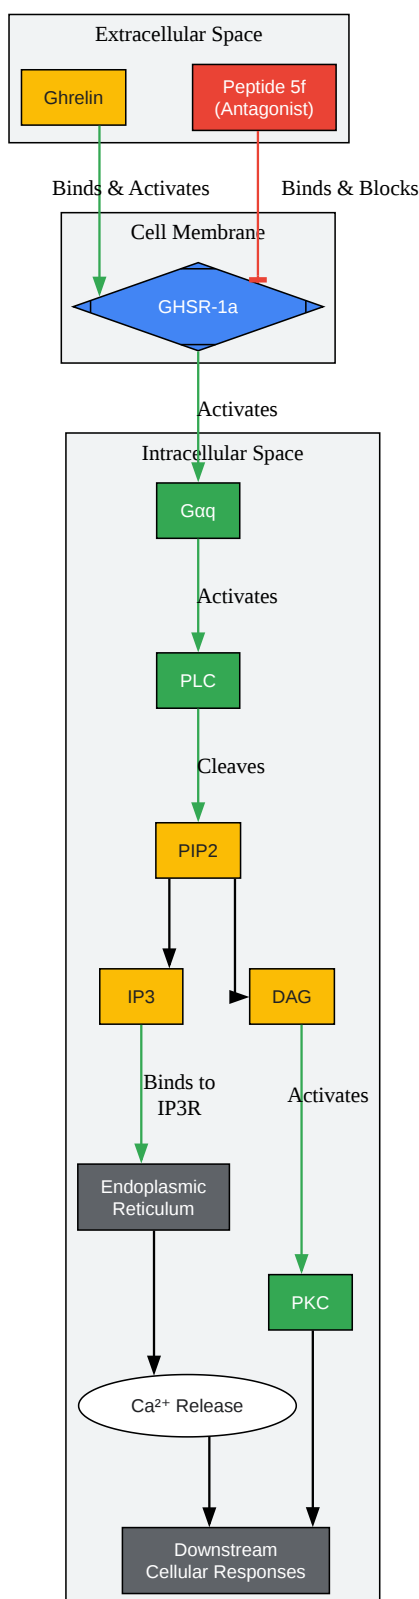 Extracellular Space
Ghrelin
Peptide 5f
(Antagonist)
Binds & Activates
Binds & Blocks
Cell Membrane
GHSR-1a
Activates
Intracellular Space
Gαq
Activates
PLC
Cleaves
PIP2
IP3
DAG
Binds to
IP3R
Activates
Endoplasmic
Reticulum
PKC
Ca²⁺ Release
Downstream
Cellular Responses